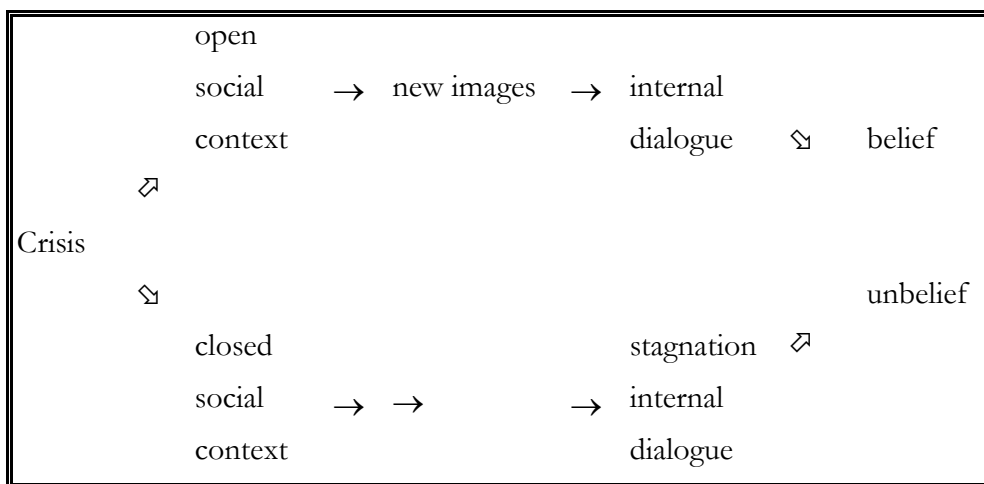 open
social → new images → internal
context dialogue ⬂ belief
⬀
Crisis
⬂ unbelief
closed stagnation ⬀
social → → → internal
context dialogue